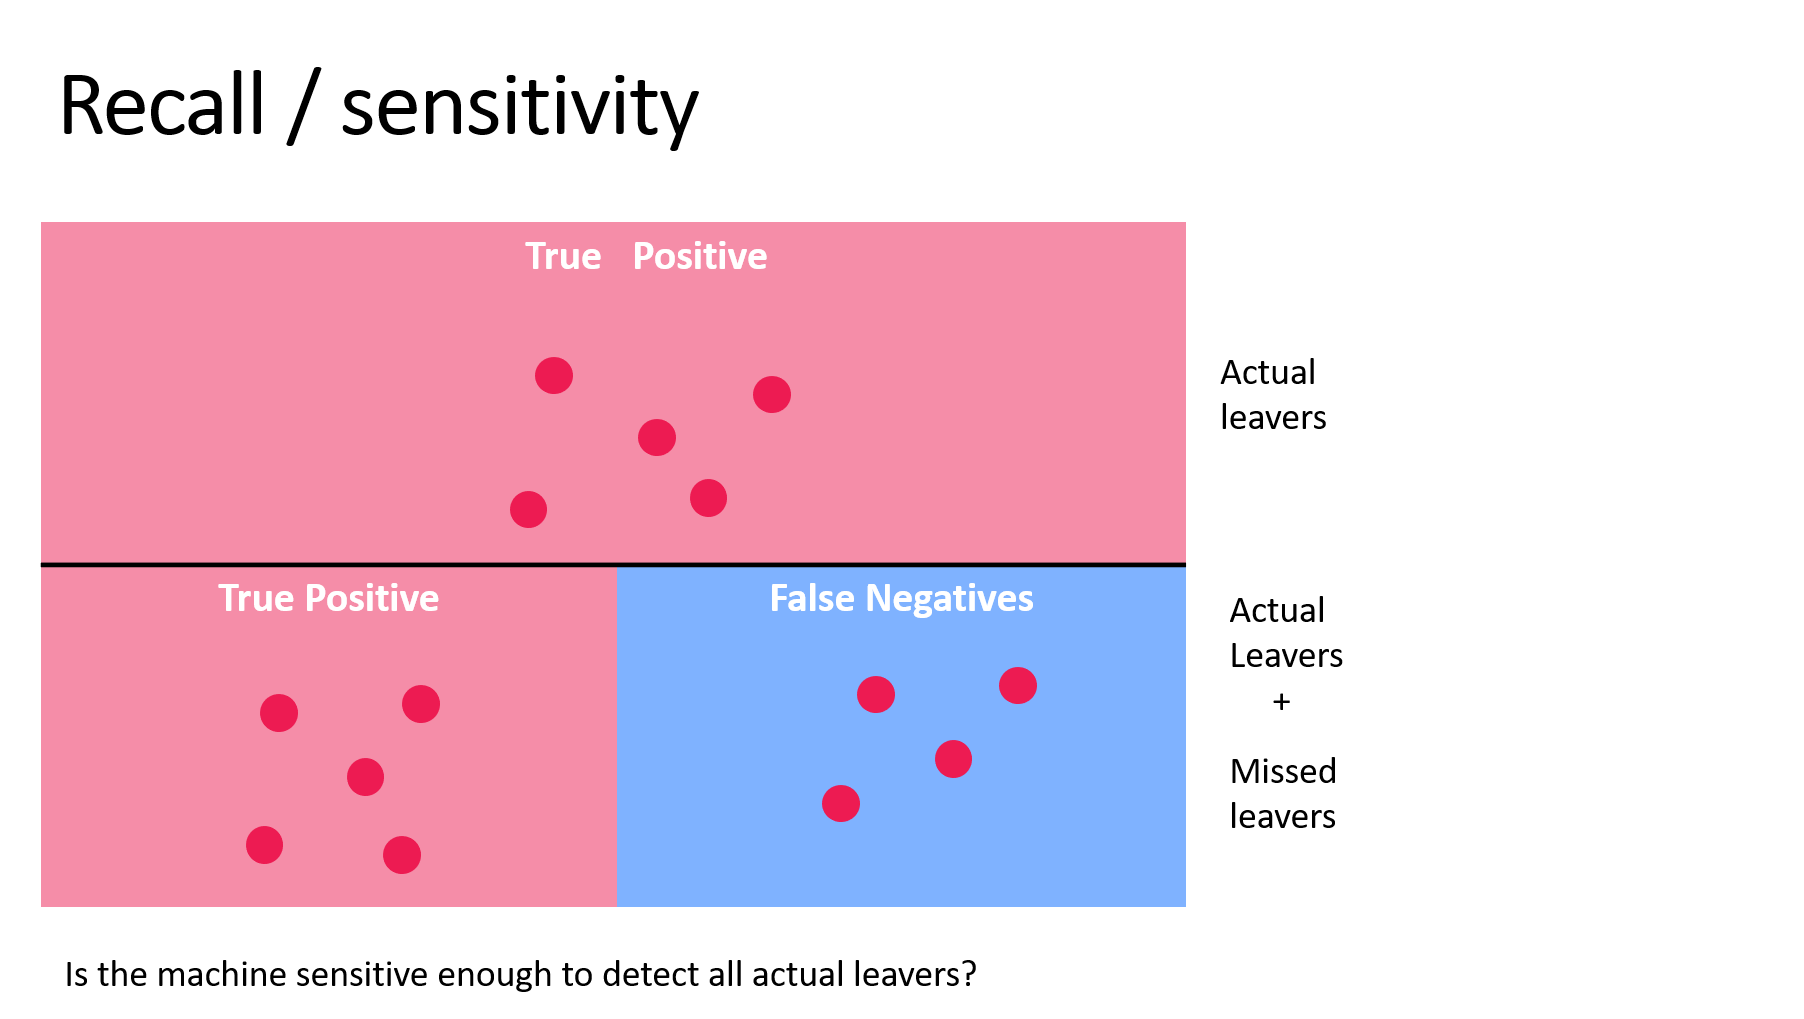 Recall / sensitivity
True Positive
Actual
leavers
True Positive
False Negatives
Actual
Leavers
+
Missed
leavers
Is the machine sensitive enough to detect all actual leavers?